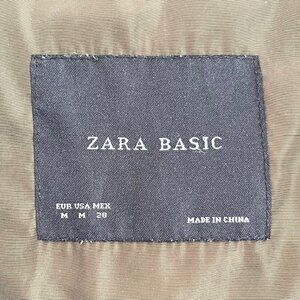 ZARA BASIC
EUR USA MEX
M M 28
MADE IN CHINA